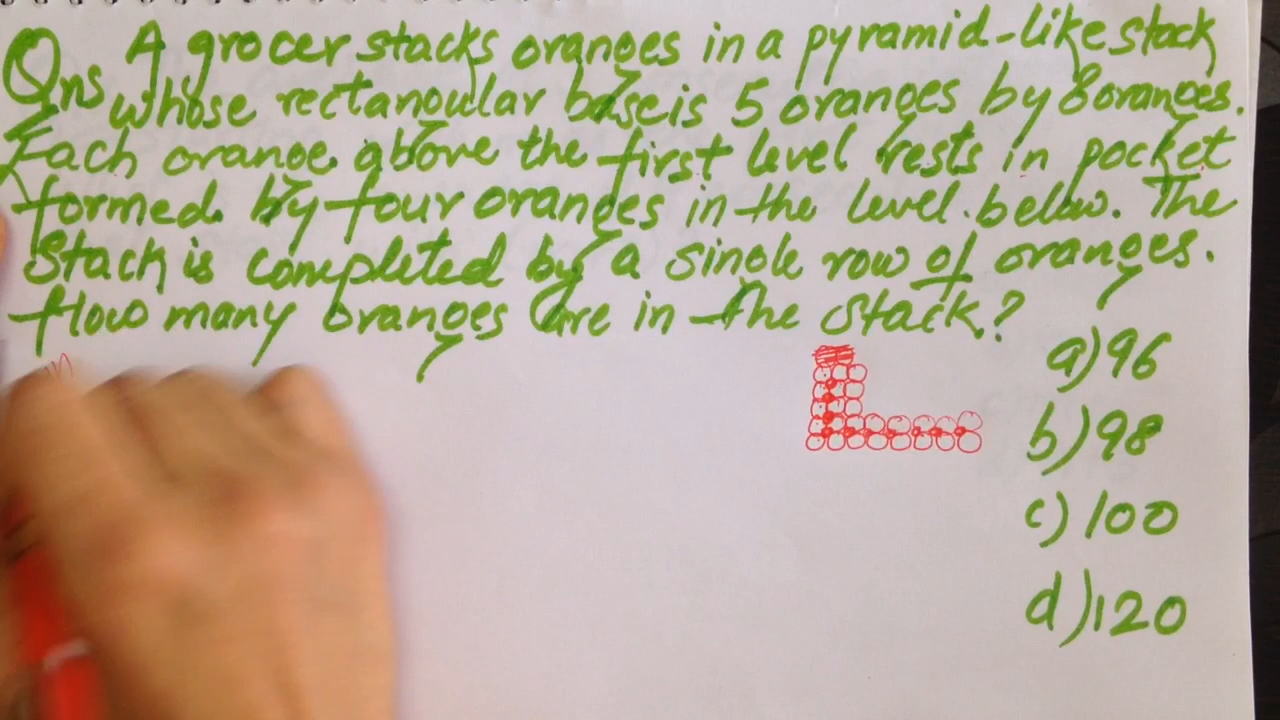 Qns A grocer stacks oranges in a pyramid-like stack
whose rectangular base is 5 oranges by 8 oranges.
Each orange above the first level rests in pocket
formed by four oranges in the level below. The
Stack is completed by a single row of oranges.
How many oranges are in the stack?
a) 96
b) 98
c) 100
d) 120